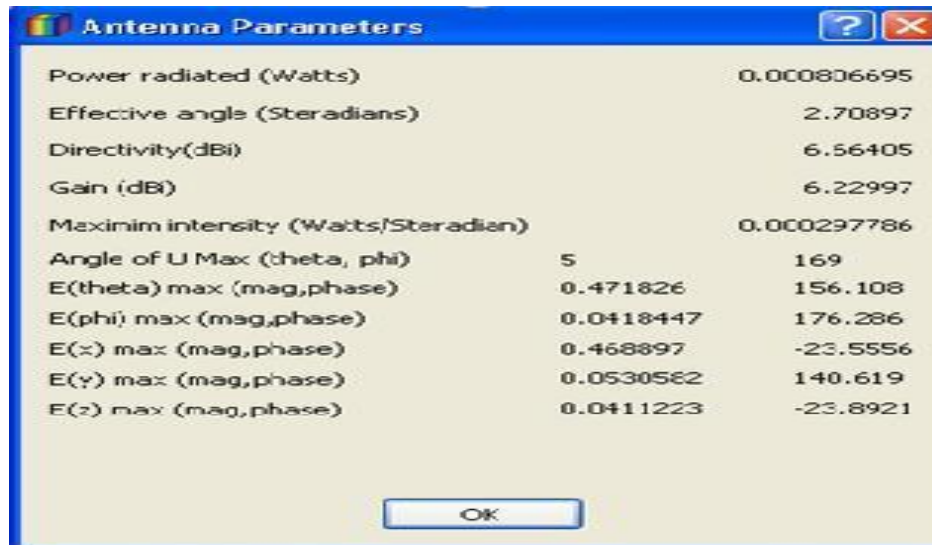 Antenna Parameters
Power radiated (Watts) 0.000806695
Effective angle (Steradians) 2.70897
Directivity(dBi) 6.66405
Gain (dBi) 6.22997
Maximim intensity (Watts/Steradian) 0.000297786
Angle of U Max (theta, phi) 5 169
E(theta) max (mag,phase) 0.471826 156.108
E(phi) max (mag,phase) 0.0418447 176.286
E(x) max (mag,phase) 0.468897 -23.5556
E(y) max (mag,phase) 0.0530582 140.619
E(z) max (mag,phase) 0.0411223 -23.8921
OK